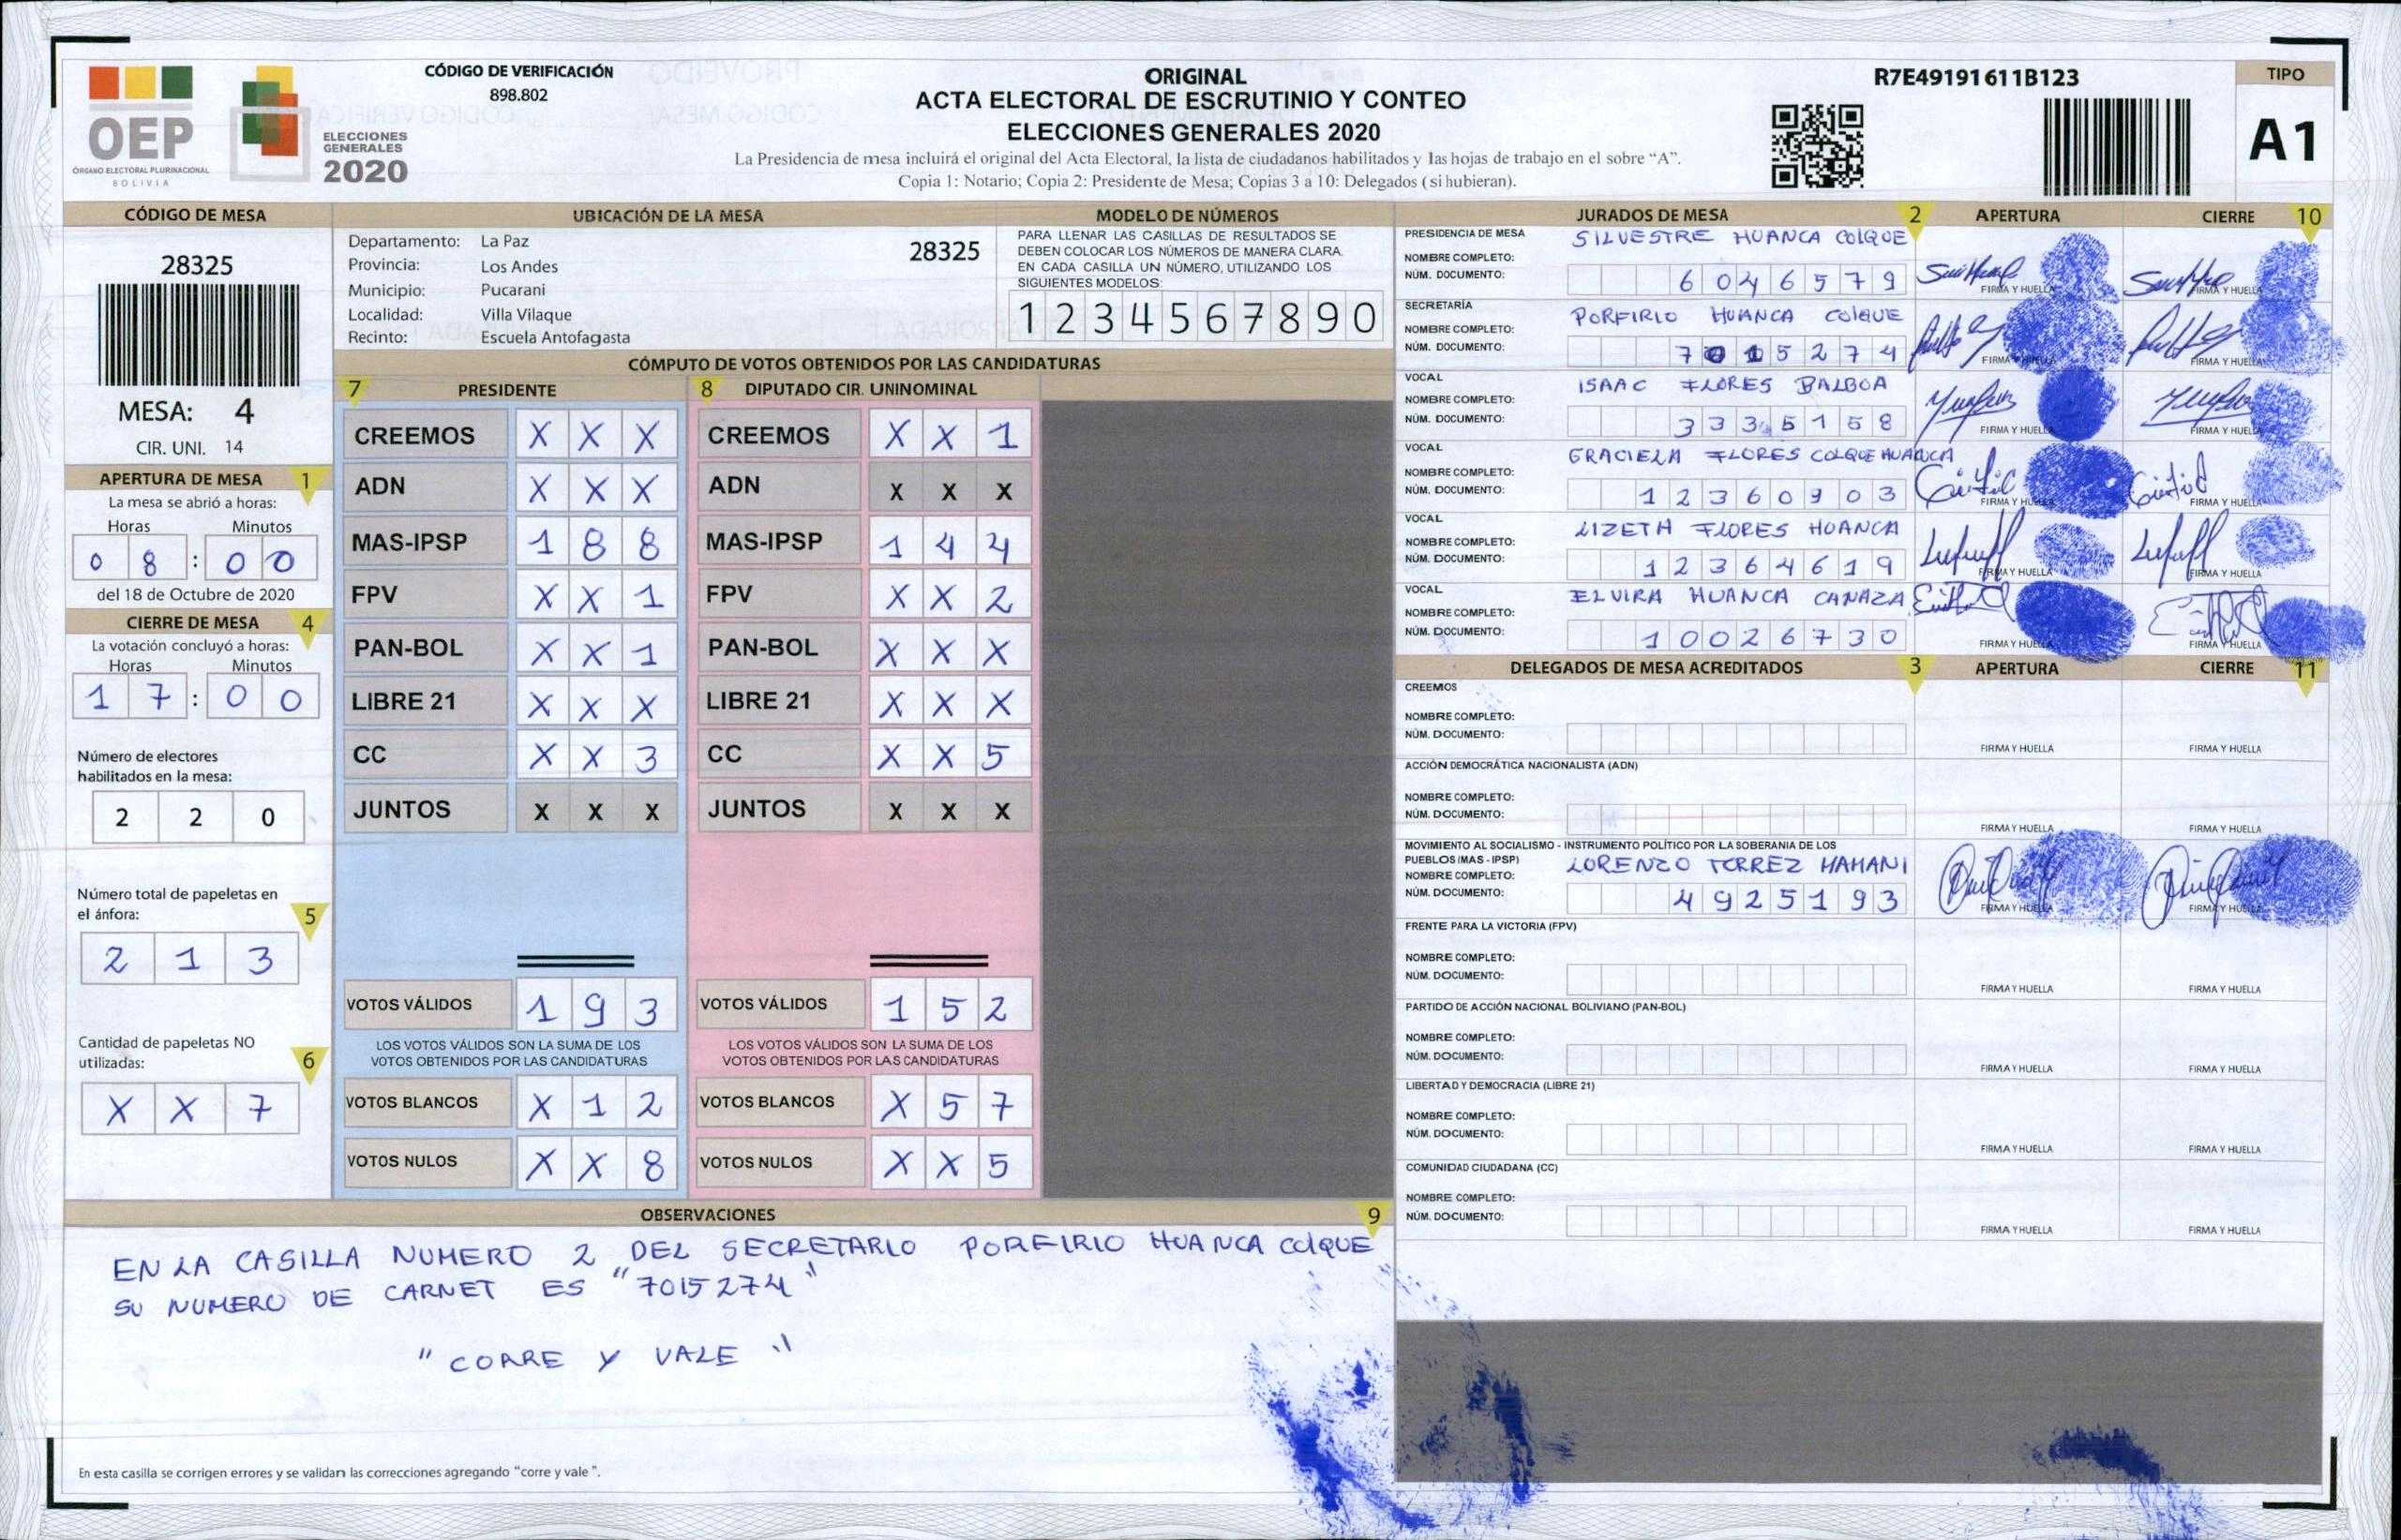 OEP
ÓRGANO ELECTORAL PLURINACIONAL
BOLIVIA
ELECCIONES
GENERALES
2020
CÓDIGO DE VERIFICACIÓN
898.802
ORIGINAL
ACTA ELECTORAL DE ESCRUTINIO Y CONTEO
ELECCIONES GENERALES 2020
La Presidencia de mesa incluirá el original del Acta Electoral, la lista de ciudadanos habilitados y las hojas de trabajo en el sobre “A”.
Copia 1: Notario; Copia 2: Presidente de Mesa; Copias 3 a 10: Delegados (si hubieran).
R7E49191611B123
TIPO
A1
CÓDIGO DE MESA
28325
MESA: 4
CIR. UNI. 14
APERTURA DE MESA 1
La mesa se abrió a horas:
Horas Minutos
0 8 : 0 0
del 18 de Octubre de 2020
CIERRE DE MESA 4
La votación concluyó a horas:
Horas Minutos
1 7 : 0 0
Número de electores
habilitados en la mesa:
2 2 0
Número total de papeletas en
el ánfora: 5
2 1 3
Cantidad de papeletas NO
utilizadas: 6
X X 7
UBICACIÓN DE LA MESA
Departamento: La Paz 28325
Provincia: Los Andes
Municipio: Pucarani
Localidad: Villa Vilaque
Recinto: Escuela Antofagasta
MODELO DE NÚMEROS
PARA LLENAR LAS CASILLAS DE RESULTADOS SE
DEBEN COLOCAR LOS NÚMEROS DE MANERA CLARA.
EN CADA CASILLA UN NÚMERO, UTILIZANDO LOS
SIGUIENTES MODELOS:
1 2 3 4 5 6 7 8 9 0
CÓMPUTO DE VOTOS OBTENIDOS POR LAS CANDIDATURAS
7 PRESIDENTE
CREEMOS X X X
ADN X X X
MAS-IPSP 1 8 8
FPV X X 1
PAN-BOL X X 1
LIBRE 21 X X X
CC X X 3
JUNTOS X X X
VOTOS VÁLIDOS 1 9 3
LOS VOTOS VÁLIDOS SON LA SUMA DE LOS
VOTOS OBTENIDOS POR LAS CANDIDATURAS
VOTOS BLANCOS X 1 2
VOTOS NULOS X X 8
8 DIPUTADO CIR. UNINOMINAL
CREEMOS X X 1
ADN X X X
MAS-IPSP 1 4 4
FPV X X 2
PAN-BOL X X X
LIBRE 21 X X X
CC X X 5
JUNTOS X X X
VOTOS VÁLIDOS 1 5 2
LOS VOTOS VÁLIDOS SON LA SUMA DE LOS
VOTOS OBTENIDOS POR LAS CANDIDATURAS
VOTOS BLANCOS X 5 7
VOTOS NULOS X X 5
OBSERVACIONES 9
EN LA CASILLA NUMERO 2 DEL SECRETARIO PORFIRIO HUANCA COLQUE
SU NUMERO DE CARNET ES "7015274"
"CORRE Y VALE"
En esta casilla se corrigen errores y se validan las correcciones agregando “corre y vale”.
JURADOS DE MESA 2 APERTURA CIERRE 10
PRESIDENCIA DE MESA
SILVESTRE HUANCA COLQUE
NOMBRE COMPLETO:
NÚM. DOCUMENTO: 6 0 4 6 5 7 9
FIRMA Y HUELLA FIRMA Y HUELLA
SECRETARÍA
PORFIRIO HUANCA COLQUE
NOMBRE COMPLETO:
NÚM. DOCUMENTO: 7 0 1 5 2 7 4
FIRMA Y HUELLA FIRMA Y HUELLA
VOCAL
ISAAC FLORES BALBOA
NOMBRE COMPLETO:
NÚM. DOCUMENTO: 3 3 3 5 1 5 8
FIRMA Y HUELLA FIRMA Y HUELLA
VOCAL
GRACIELA FLORES COLQUE HUANCA
NOMBRE COMPLETO:
NÚM. DOCUMENTO: 1 2 3 6 0 9 0 3
FIRMA Y HUELLA FIRMA Y HUELLA
VOCAL
LIZETH FLORES HUANCA
NOMBRE COMPLETO:
NÚM. DOCUMENTO: 1 2 3 6 4 6 1 9
FIRMA Y HUELLA FIRMA Y HUELLA
VOCAL
ELVIRA HUANCA CANAZA
NOMBRE COMPLETO:
NÚM. DOCUMENTO: 1 0 0 2 6 7 3 0
FIRMA Y HUELLA FIRMA Y HUELLA
DELEGADOS DE MESA ACREDITADOS 3 APERTURA CIERRE 11
CREEMOS
NOMBRE COMPLETO:
NÚM. DOCUMENTO:
FIRMA Y HUELLA FIRMA Y HUELLA
ACCIÓN DEMOCRÁTICA NACIONALISTA (ADN)
NOMBRE COMPLETO:
NÚM. DOCUMENTO:
FIRMA Y HUELLA FIRMA Y HUELLA
MOVIMIENTO AL SOCIALISMO - INSTRUMENTO POLÍTICO POR LA SOBERANIA DE LOS
PUEBLOS (MAS - IPSP) LORENZO TORREZ MAMANI
NOMBRE COMPLETO:
NÚM. DOCUMENTO: 4 9 2 5 1 9 3
FIRMA Y HUELLA FIRMA Y HUELLA
FRENTE PARA LA VICTORIA (FPV)
NOMBRE COMPLETO:
NÚM. DOCUMENTO:
FIRMA Y HUELLA FIRMA Y HUELLA
PARTIDO DE ACCIÓN NACIONAL BOLIVIANO (PAN-BOL)
NOMBRE COMPLETO:
NÚM. DOCUMENTO:
FIRMA Y HUELLA FIRMA Y HUELLA
LIBERTAD Y DEMOCRACIA (LIBRE 21)
NOMBRE COMPLETO:
NÚM. DOCUMENTO:
FIRMA Y HUELLA FIRMA Y HUELLA
COMUNIDAD CIUDADANA (CC)
NOMBRE COMPLETO:
NÚM. DOCUMENTO:
FIRMA Y HUELLA FIRMA Y HUELLA